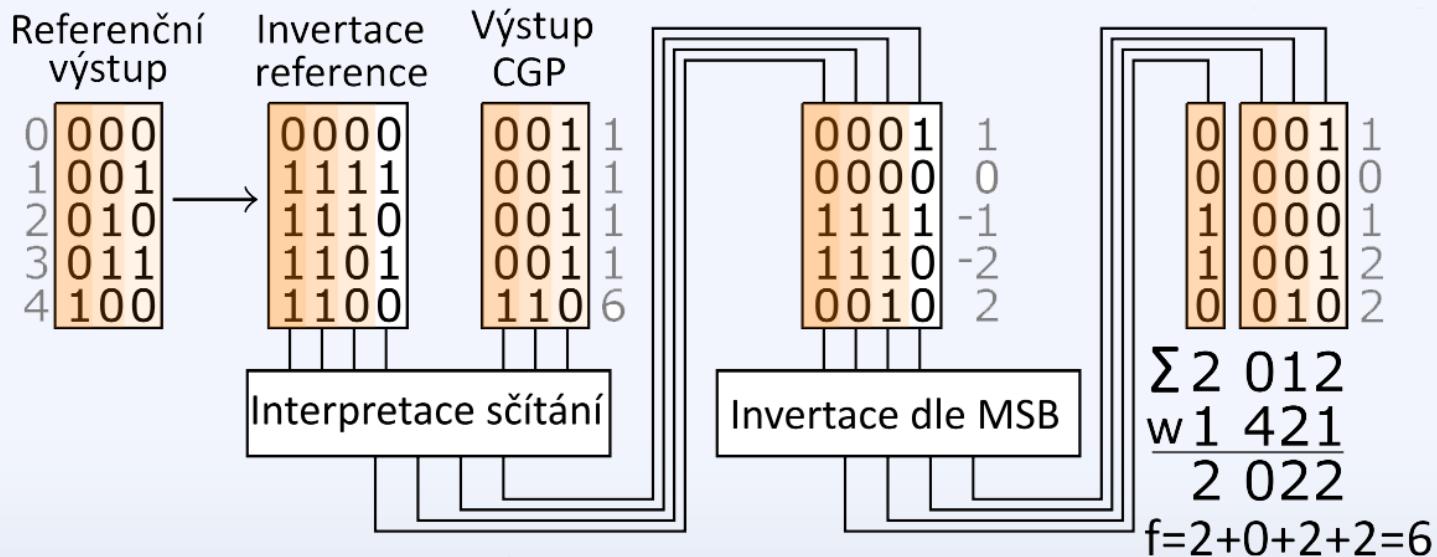 Referenční
výstup
Invertace
reference
Výstup
CGP
0 000
1 001
2 010
3 011
4 100
0000
1111
1110
1101
1100
001 1
001 1
001 1
001 1
110 6
0001 1
0000 0
1111 -1
1110 -2
0010 2
0 001 1
0 000 0
1 000 1
1 001 2
0 010 2
Interpretace sčítání
Invertace dle MSB
Σ 2 012
w 1 421
2 022
f=2+0+2+2=6